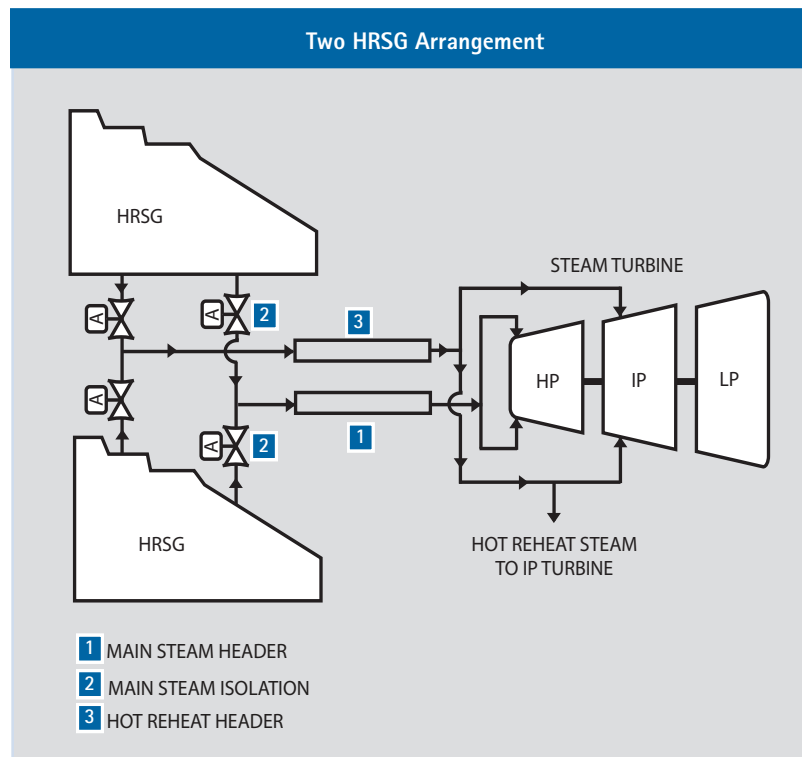 Two HRSG Arrangement
HRSG
STEAM TURBINE
A
A
2
3
HP
IP
LP
A
A
2
1
HRSG
HOT REHEAT STEAM
TO IP TURBINE
1 MAIN STEAM HEADER
2 MAIN STEAM ISOLATION
3 HOT REHEAT HEADER